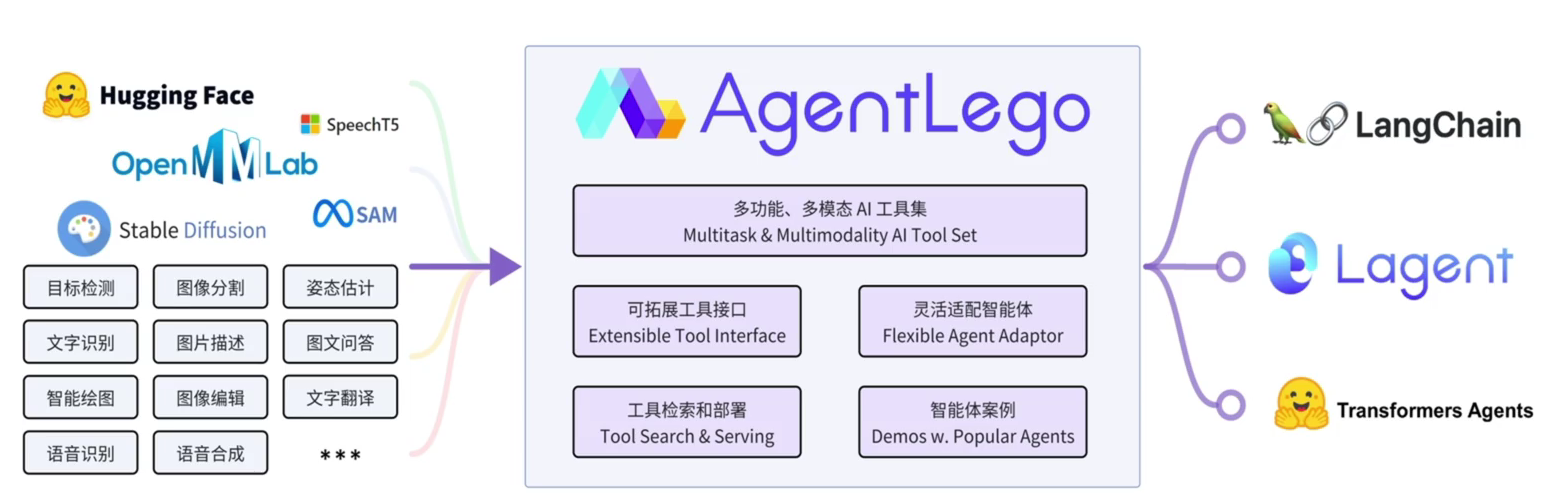 Hugging Face
SpeechT5
OpenMMLab
Stable Diffusion
SAM
目标检测
图像分割
姿态估计
文字识别
图片描述
图文问答
智能绘图
图像编辑
文字翻译
语音识别
语音合成
***
AgentLego
多功能、多模态 AI 工具集
Multitask & Multimodality AI Tool Set
可拓展工具接口
Extensible Tool Interface
灵活适配智能体
Flexible Agent Adaptor
工具检索和部署
Tool Search & Serving
智能体案例
Demos w. Popular Agents
LangChain
Lagent
Transformers Agents